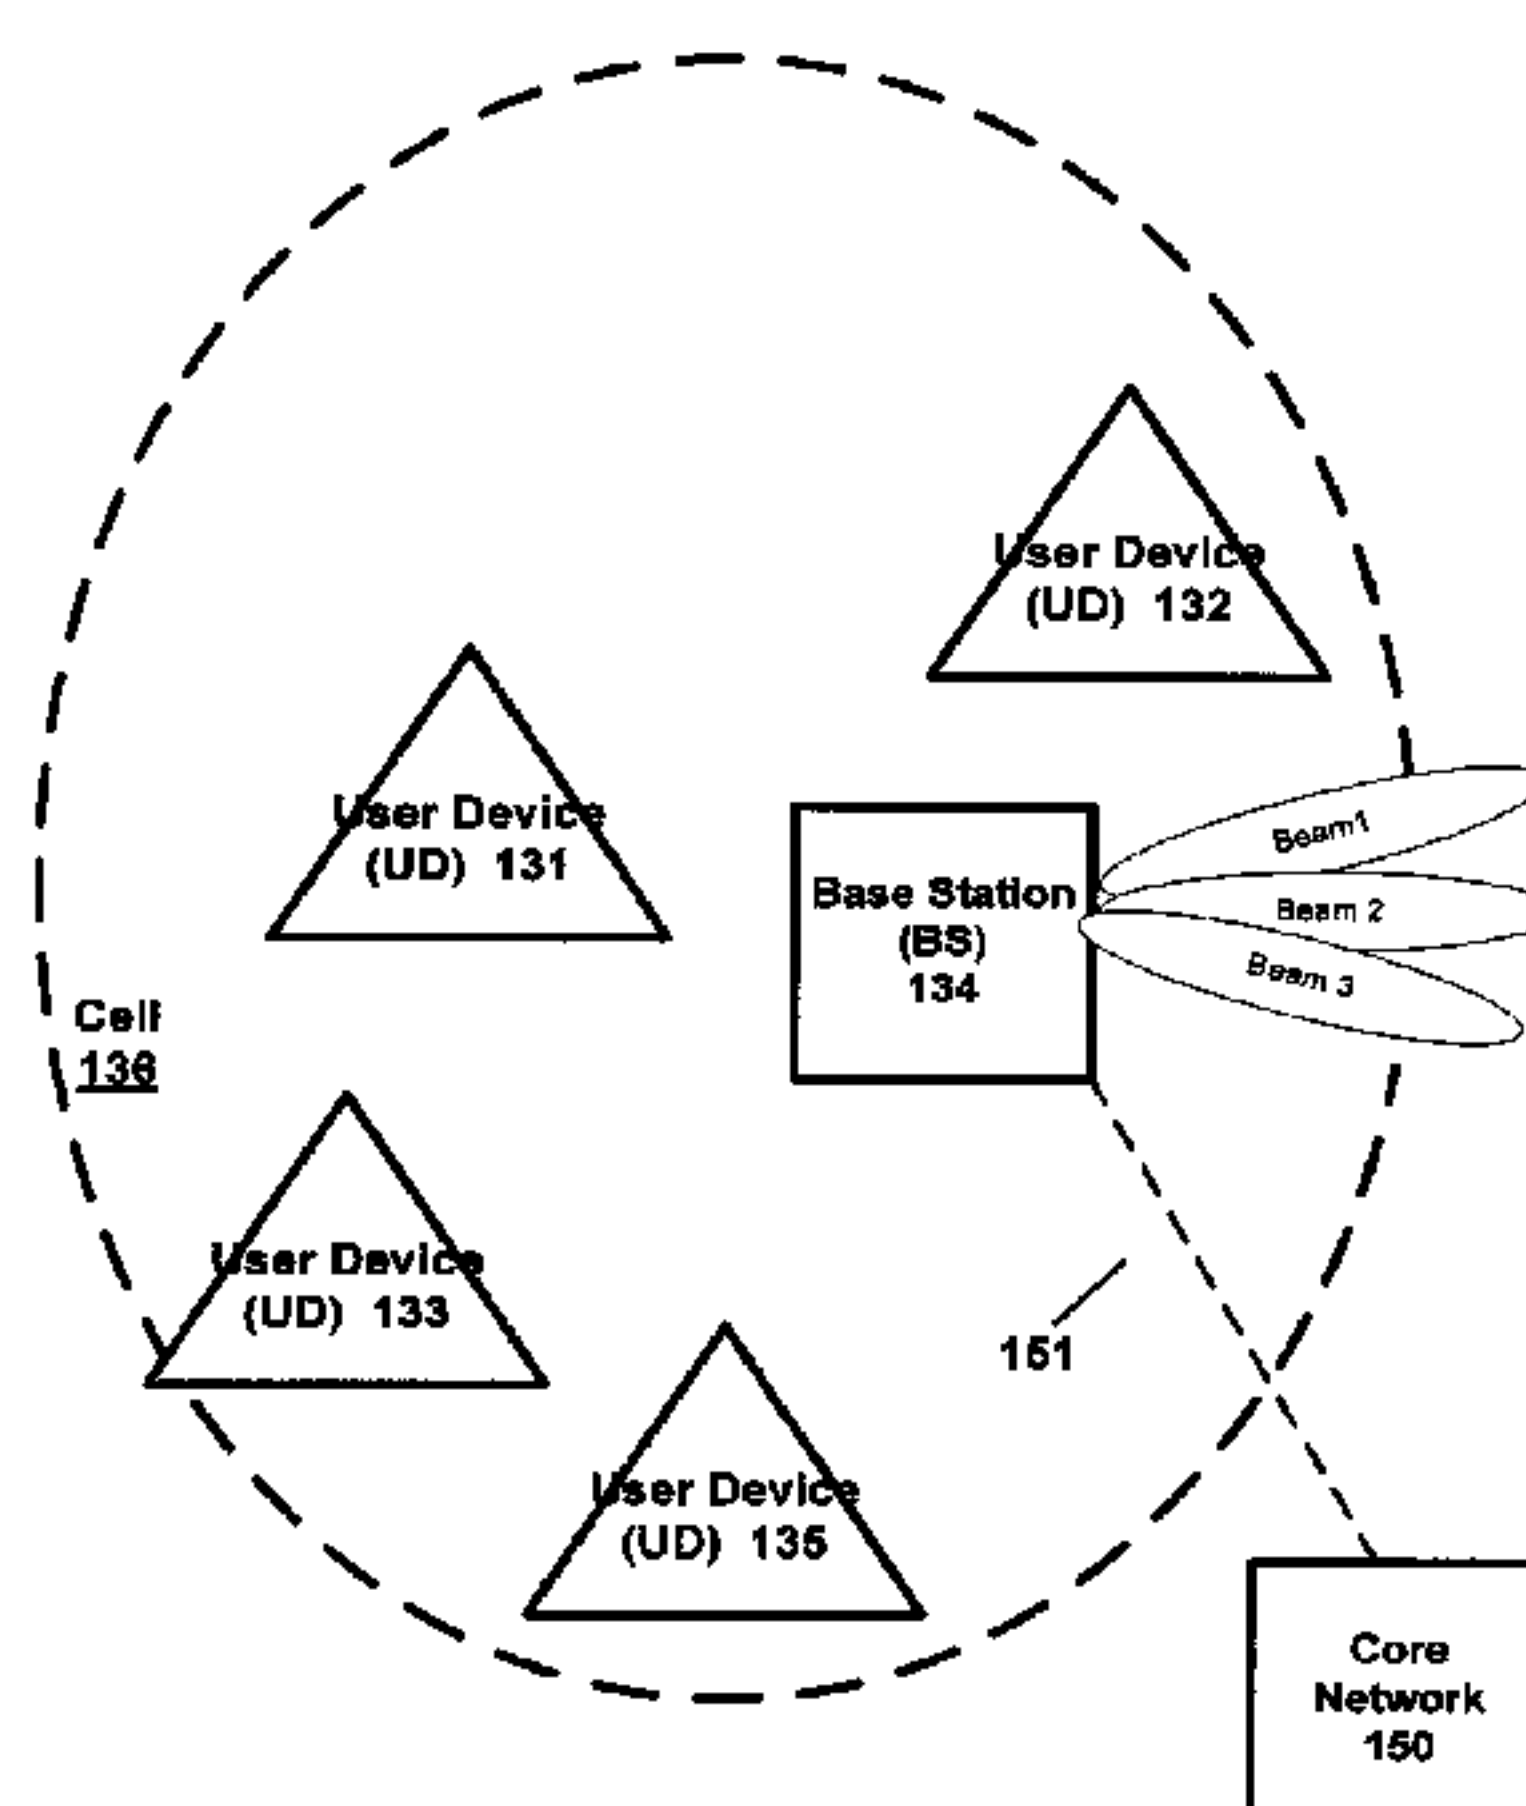 User Device
(UD) 132
User Device
(UD) 131
Beam1
Base Station
(BS)
134
Beam 2
Beam 3
Cell
136
User Device
(UD) 133
151
User Device
(UD) 135
Core
Network
150